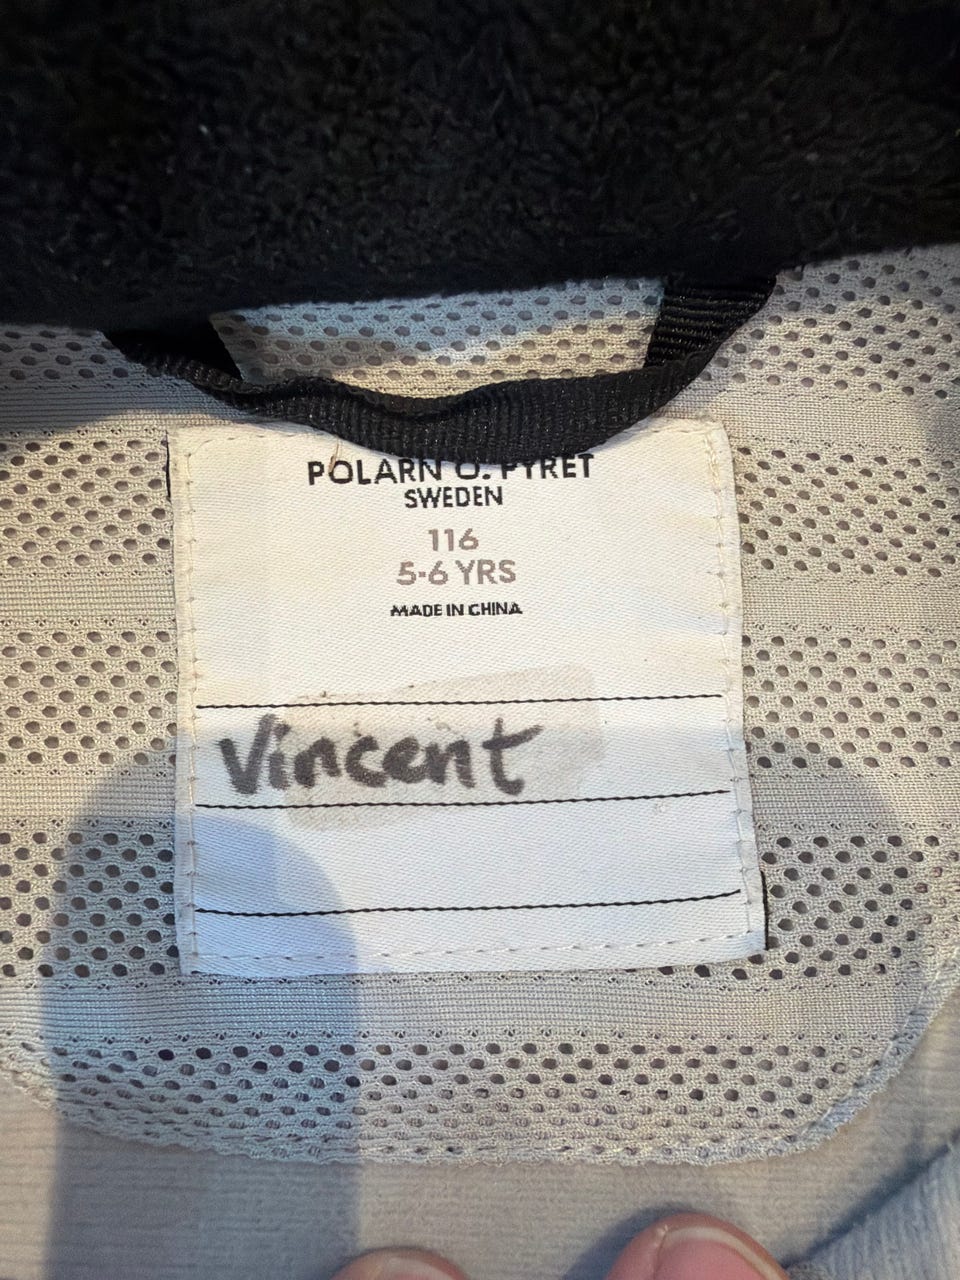 POLARN O. PYRET
SWEDEN
116
5-6 YRS
MADE IN CHINA
Vincent